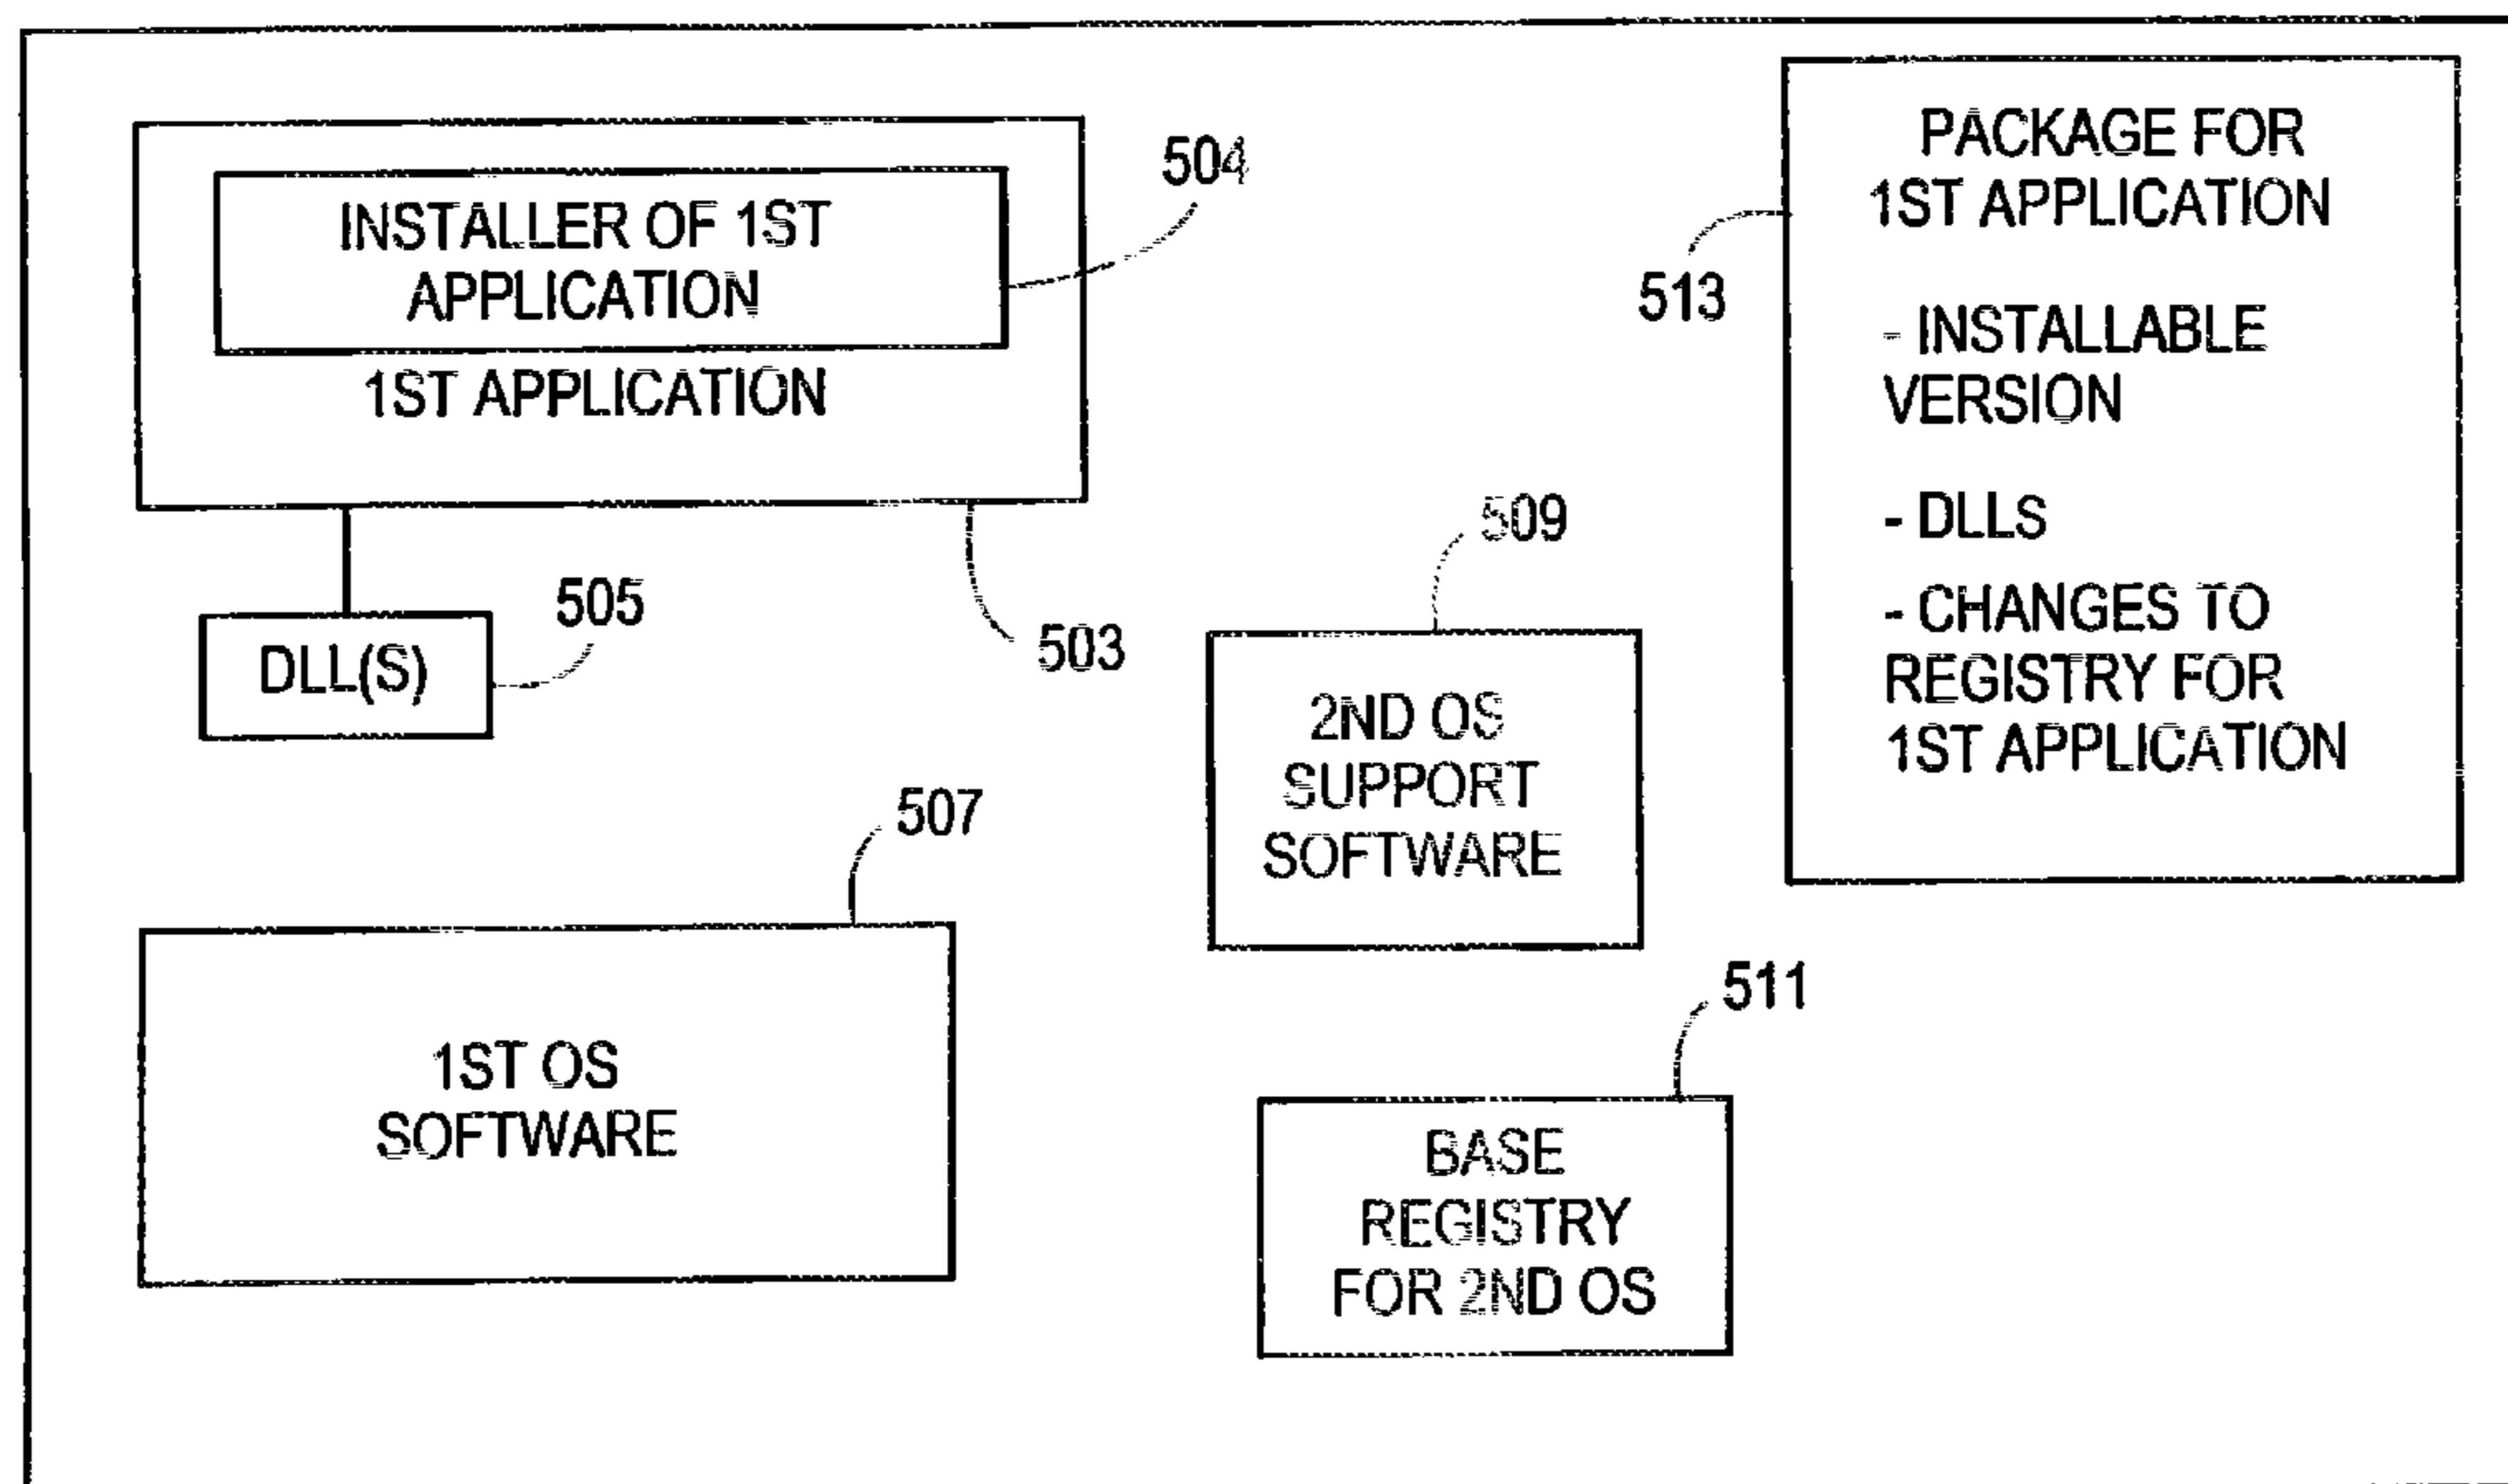 INSTALLER OF 1ST
APPLICATION
1ST APPLICATION
504
503
DLL(S)
505
507
1ST OS
SOFTWARE
509
2ND OS
SUPPORT
SOFTWARE
511
BASE
REGISTRY
FOR 2ND OS
513
PACKAGE FOR
1ST APPLICATION
- INSTALLABLE
VERSION
- DLLS
- CHANGES TO
REGISTRY FOR
1ST APPLICATION